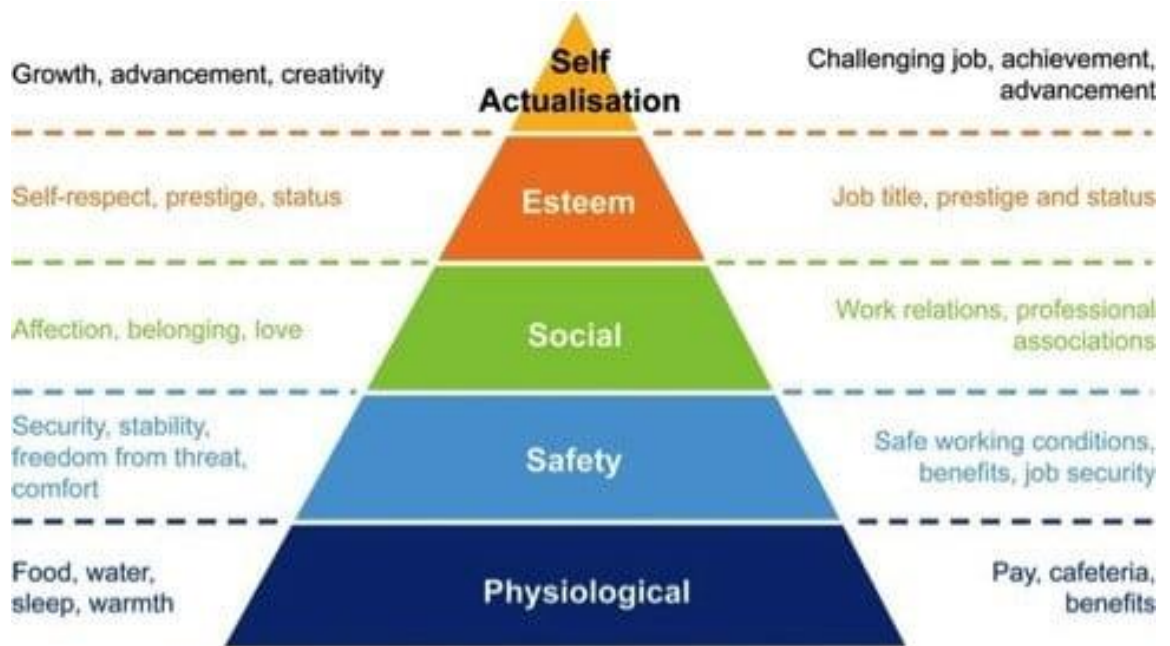 Growth, advancement, creativity
Self
Actualisation
Challenging job, achievement,
advancement
Self-respect, prestige, status
Esteem
Job title, prestige and status
Affection, belonging, love
Social
Work relations, professional
associations
Security, stability,
freedom from threat,
comfort
Safety
Safe working conditions,
benefits, job security
Food, water,
sleep, warmth
Physiological
Pay, cafeteria,
benefits